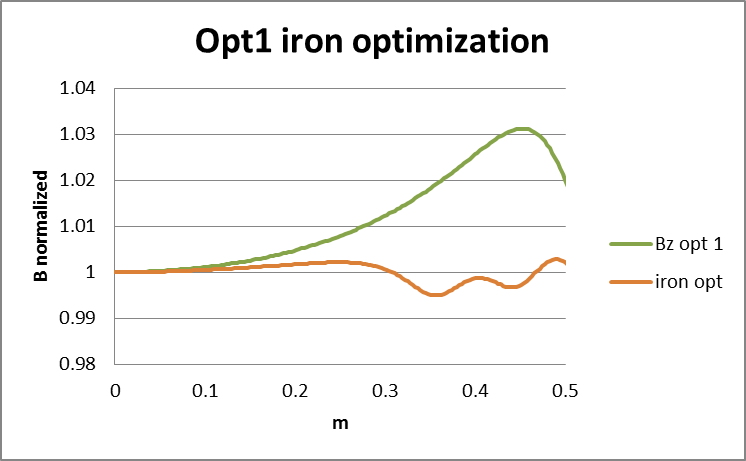 Opt1 iron optimization
1.04
1.03
1.02
1.01
1
0.99
0.98
B normalized
0 0.1 0.2 0.3 0.4 0.5
m
Bz opt 1
iron opt